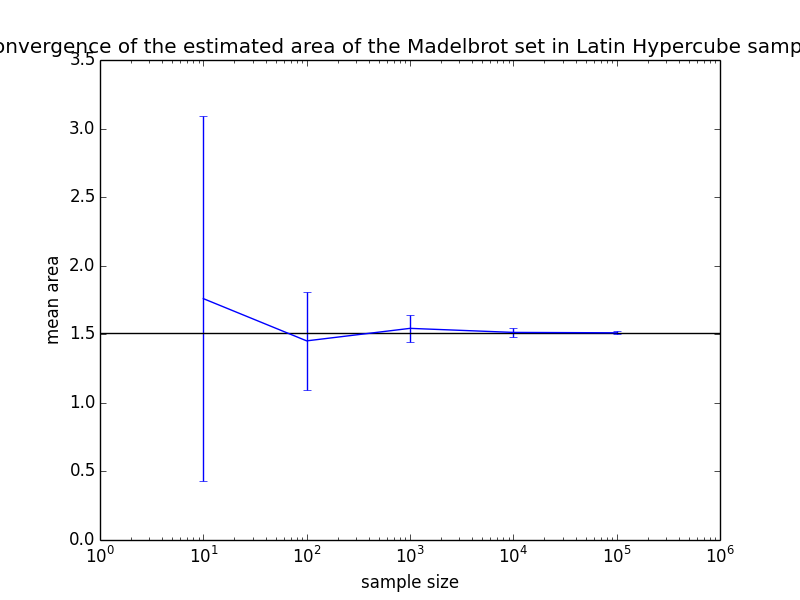 onvergence of the estimated area of the Madelbrot set in Latin Hypercube samp
3.5
3.0
2.5
2.0
1.5
1.0
0.5
0.0
mean area
10^0 10^1 10^2 10^3 10^4 10^5 10^6
sample size